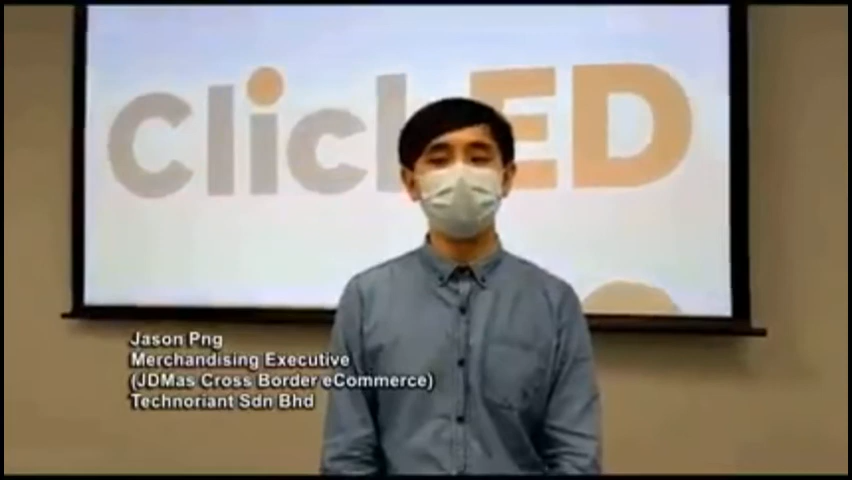 ClickED
Jason Png
Merchandising Executive
(JDMas Cross Border eCommerce)
Technoriant Sdn Bhd